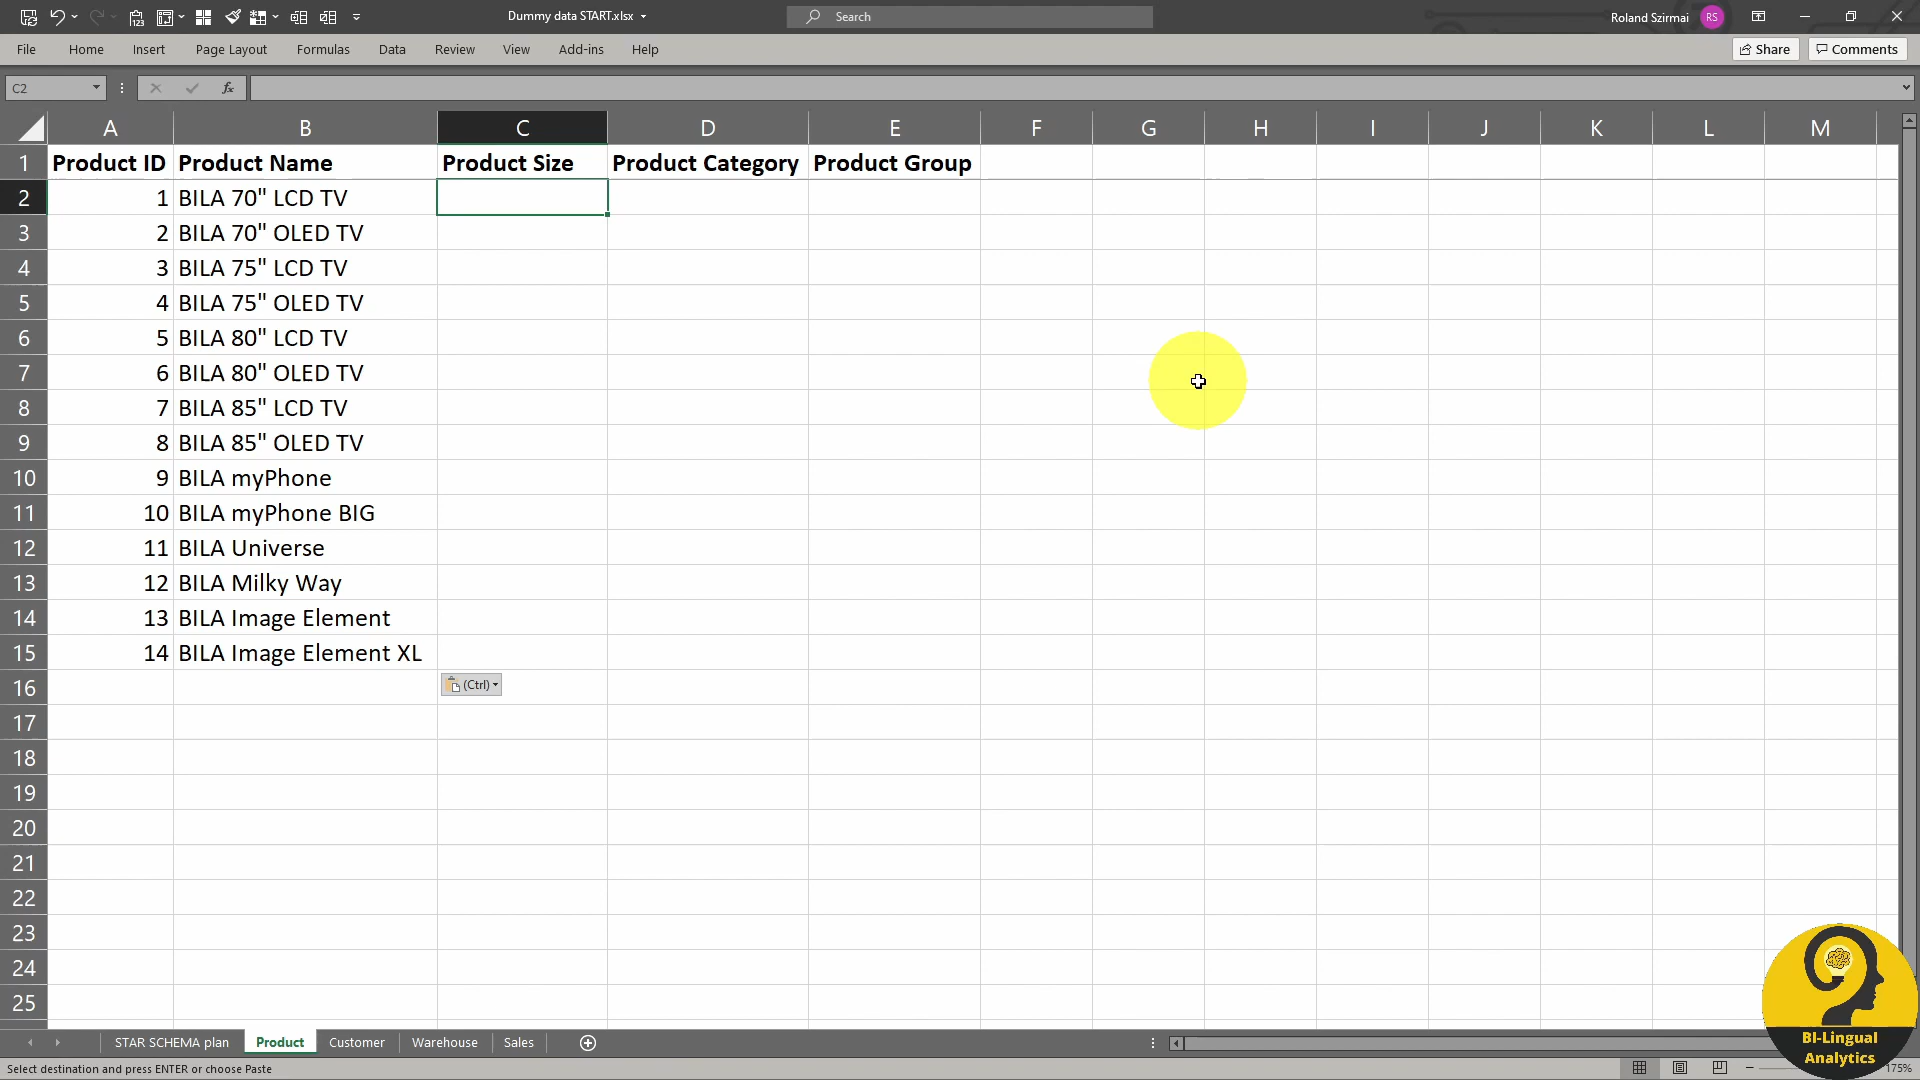 Dummy data START.xlsx
Search
Roland Szirmai RS
File Home Insert Page Layout Formulas Data Review View Add-ins Help Share Comments
C2 fx
A B C D E F G H I J K L M
1 Product ID Product Name Product Size Product Category Product Group
2 1 BILA 70" LCD TV
3 2 BILA 70" OLED TV
4 3 BILA 75" LCD TV
5 4 BILA 75" OLED TV
6 5 BILA 80" LCD TV
7 6 BILA 80" OLED TV
8 7 BILA 85" LCD TV
9 8 BILA 85" OLED TV
10 9 BILA myPhone
11 10 BILA myPhone BIG
12 11 BILA Universe
13 12 BILA Milky Way
14 13 BILA Image Element
15 14 BILA Image Element XL
16 (Ctrl)
17
18
19
20
21
22
23
24
25
STAR SCHEMA plan Product Customer Warehouse Sales
BI-Lingual
Analytics
Select destination and press ENTER or choose Paste
175%